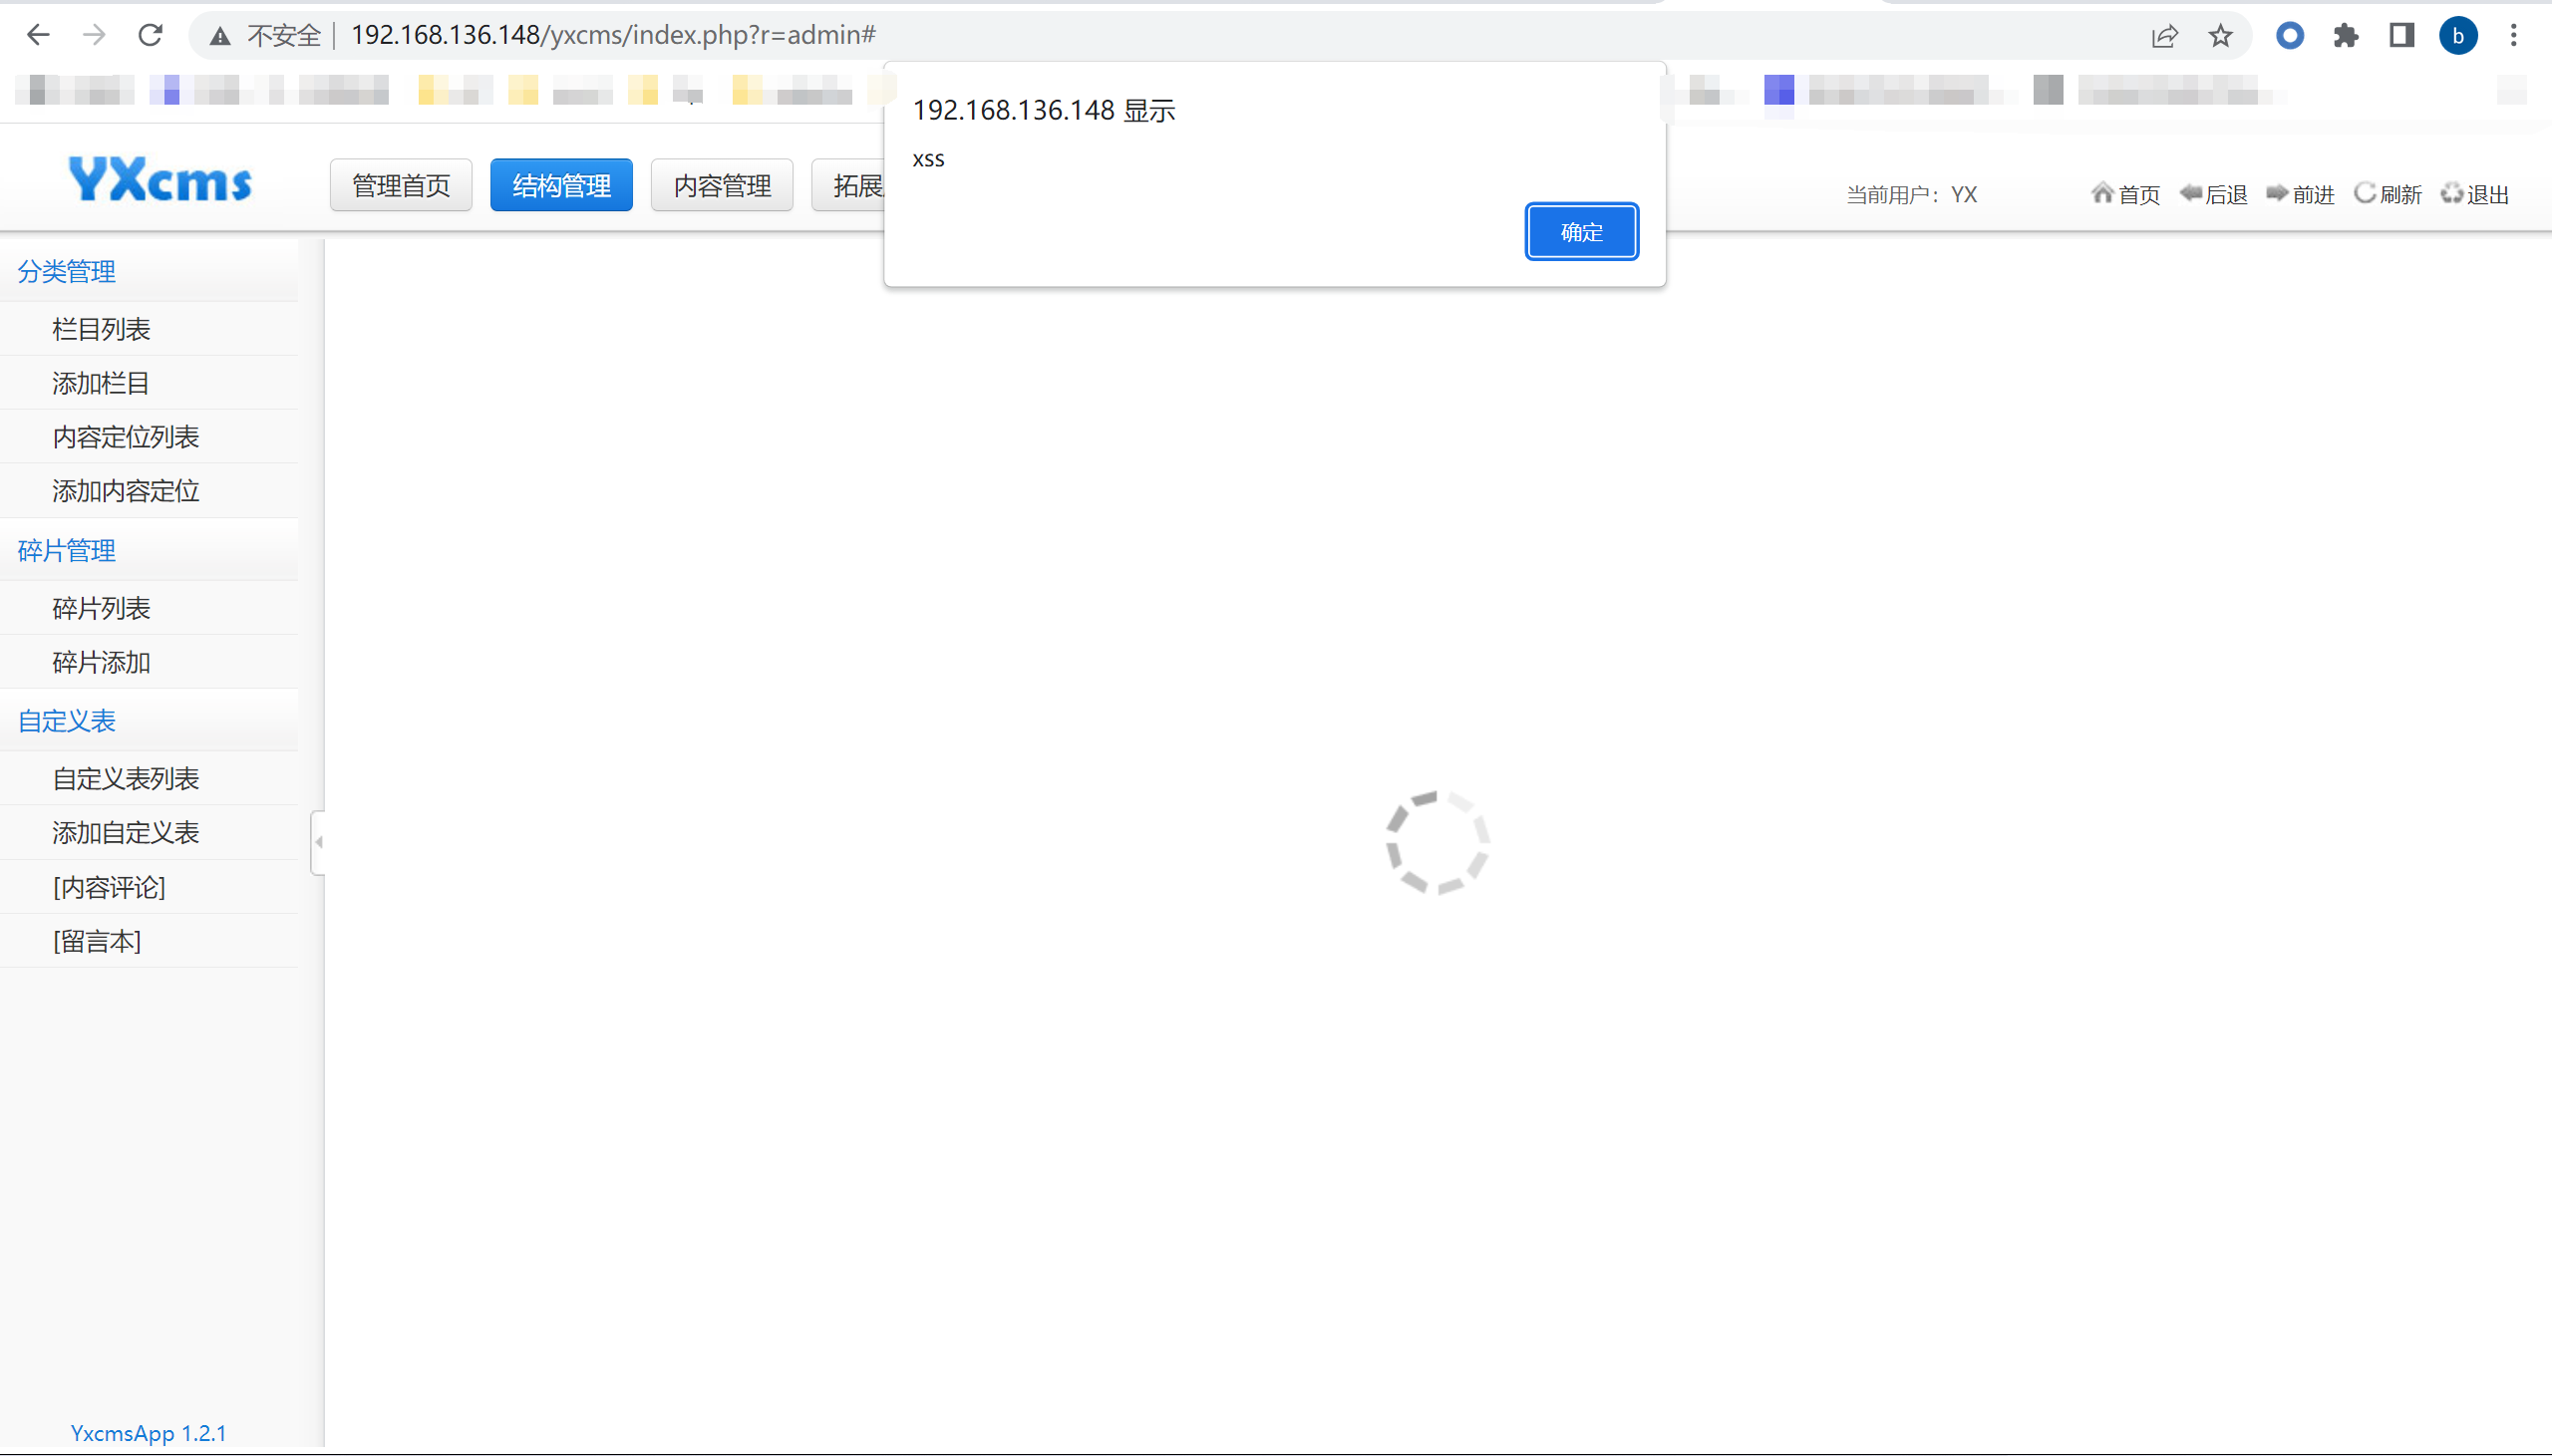 不安全 192.168.136.148/yxcms/index.php?r=admin#
192.168.136.148 显示
xss
确定
YXcms 管理首页 结构管理 内容管理 拓展
当前用户：YX 首页 后退 前进 刷新 退出
分类管理
栏目列表
添加栏目
内容定位列表
添加内容定位
碎片管理
碎片列表
碎片添加
自定义表
自定义表列表
添加自定义表
[内容评论]
[留言本]
YxcmsApp 1.2.1
b